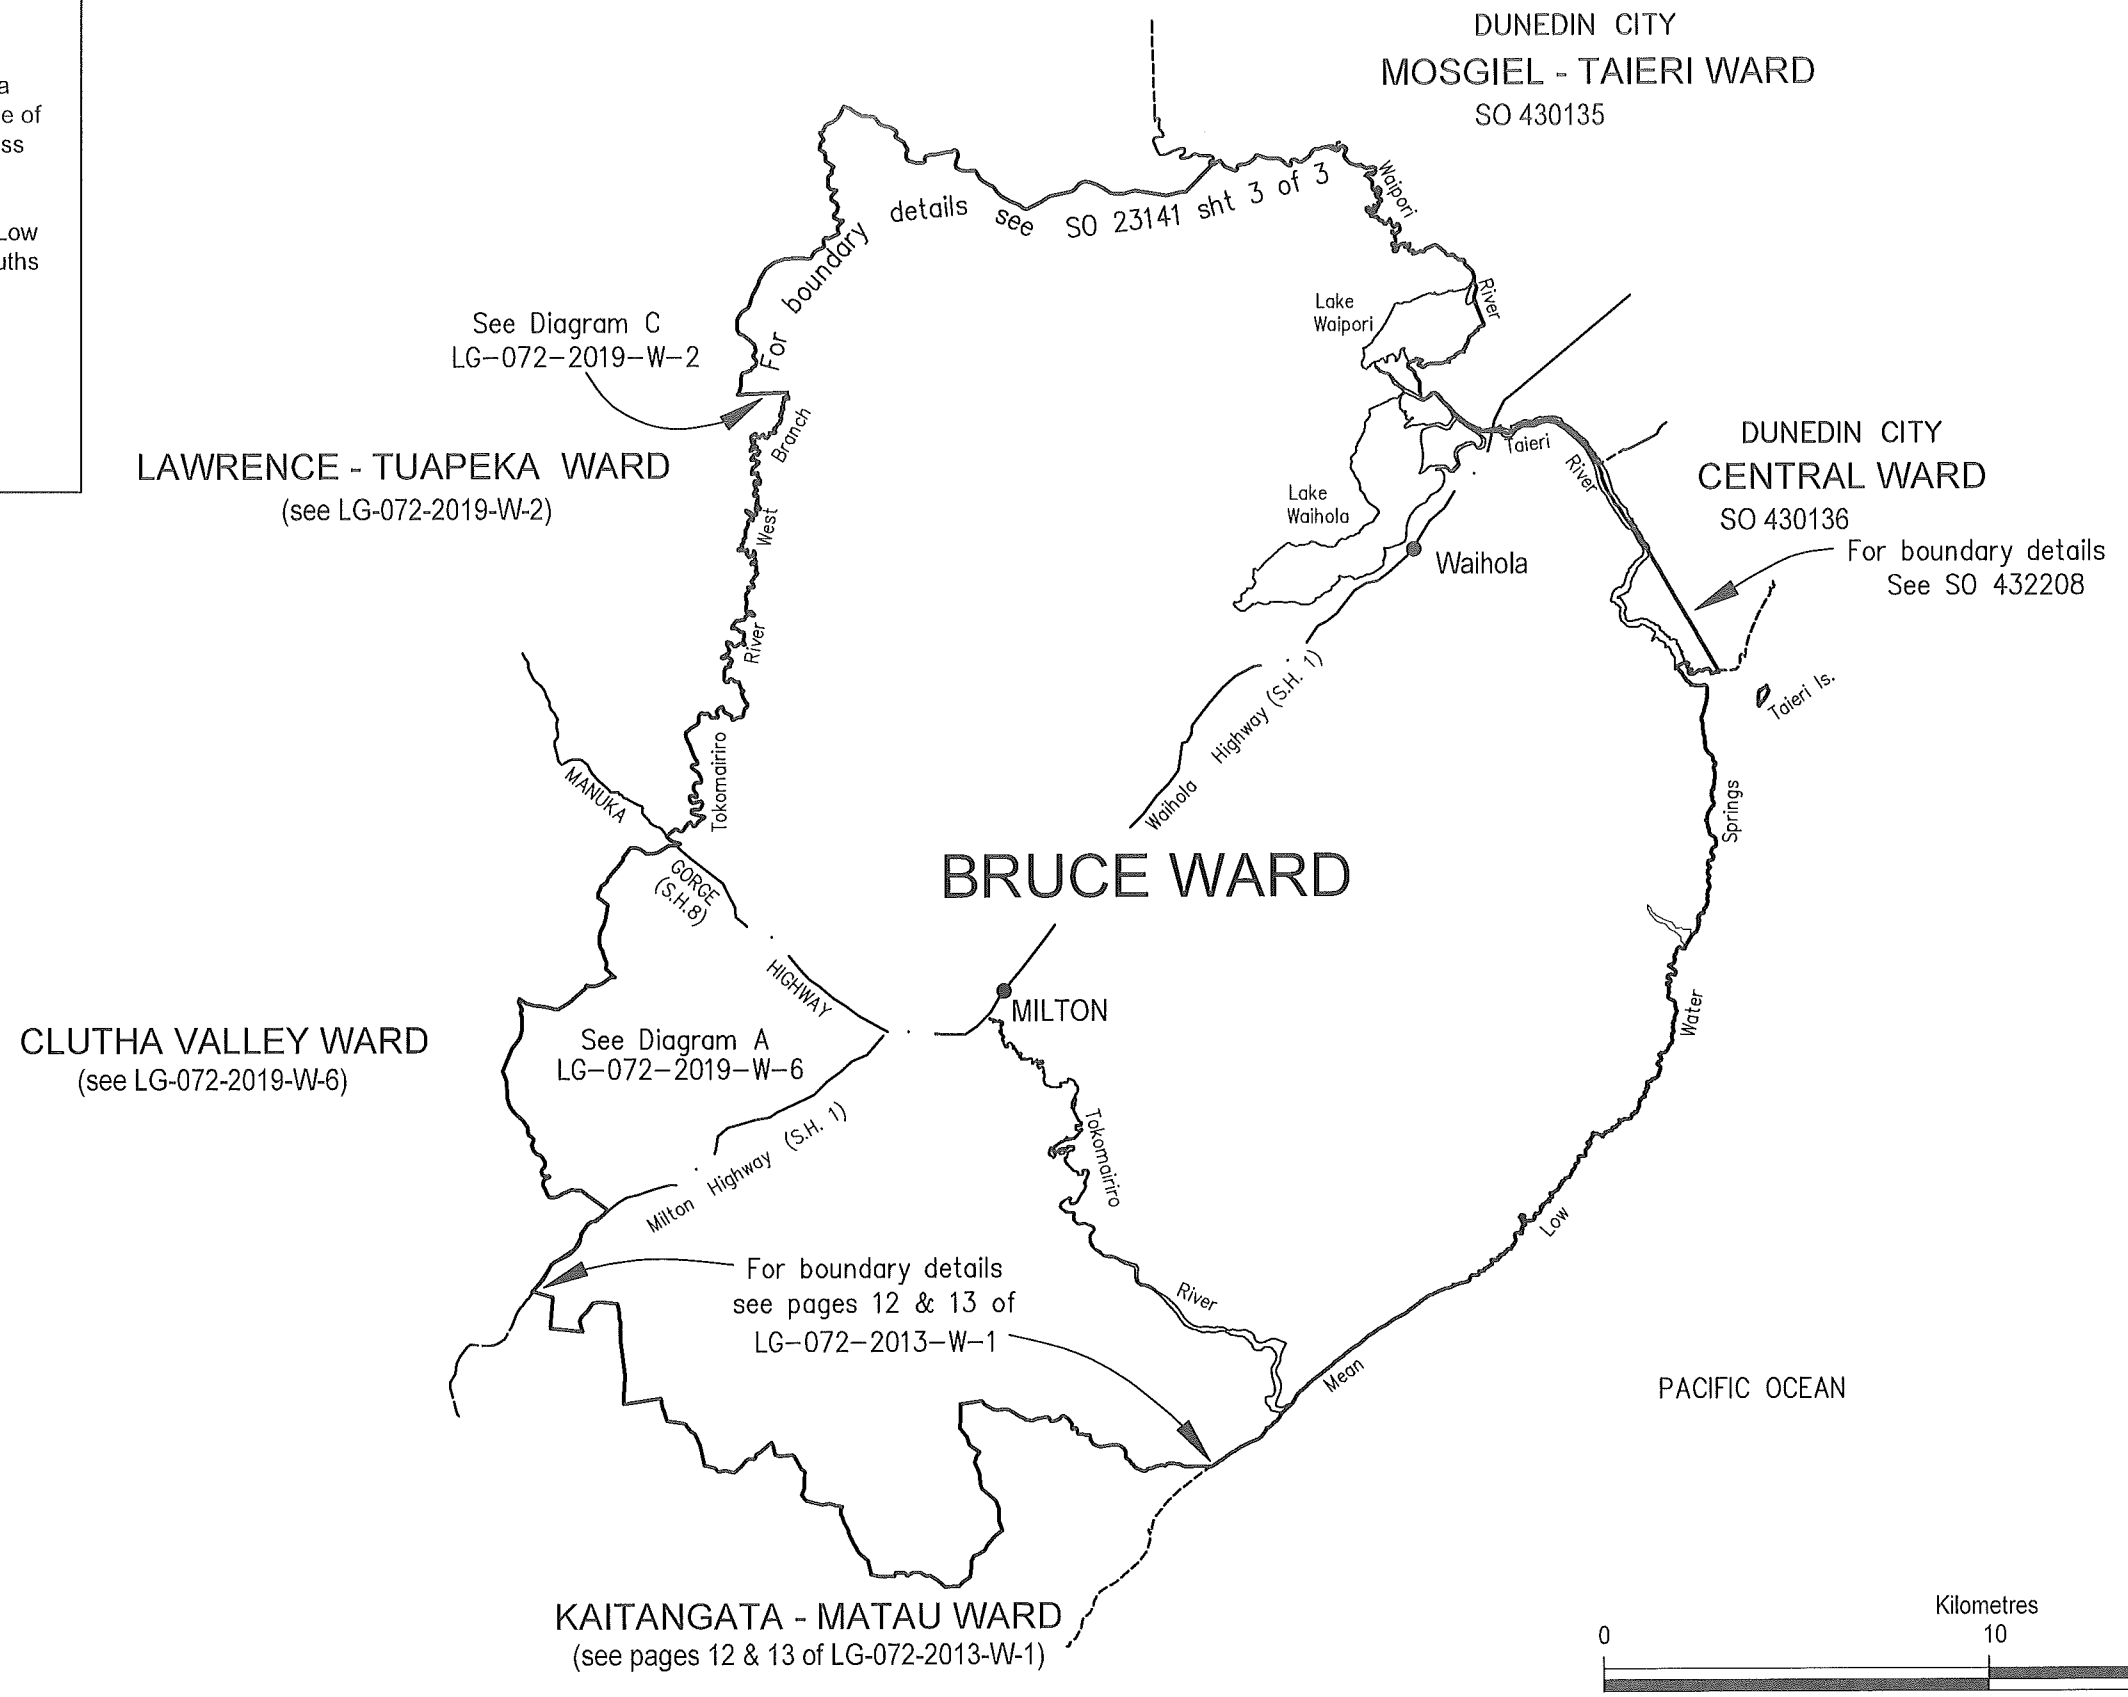 a
e of
ss
Low
uths
DUNEDIN CITY
MOSGIEL - TAIERI WARD
SO 430135
For boundary details see SO 23141 sht 3 of 3
Waipori
River
Lake
Waipori
See Diagram C
LG-072-2019-W-2
LAWRENCE - TUAPEKA WARD
(see LG-072-2019-W-2)
Branch
West
River
Tokomairiro
Taieri
River
DUNEDIN CITY
CENTRAL WARD
SO 430136
For boundary details
See SO 432208
Lake
Waihola
Waihola
Taieri Is.
Waihola Highway (S.H. 1)
MANUKA
GORGE
(S.H.8)
HIGHWAY
BRUCE WARD
Springs
Water
Low
Mean
MILTON
CLUTHA VALLEY WARD
(see LG-072-2019-W-6)
See Diagram A
LG-072-2019-W-6
Milton Highway (S.H. 1)
Tokomairiro
River
For boundary details
see pages 12 & 13 of
LG-072-2013-W-1
PACIFIC OCEAN
KAITANGATA - MATAU WARD
(see pages 12 & 13 of LG-072-2013-W-1)
Kilometres
0 10